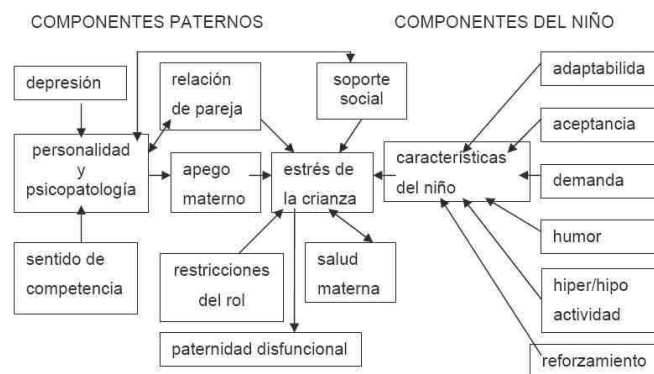 COMPONENTES PATERNOS
COMPONENTES DEL NIÑO
depresión
relación
de pareja
soporte
social
adaptabilida
aceptancia
personalidad
y
psicopatología
apego
materno
estrés de
la crianza
características
del niño
demanda
humor
sentido de
competencia
restricciones
del rol
salud
materna
hiper/hipo
actividad
paternidad disfuncional
reforzamiento